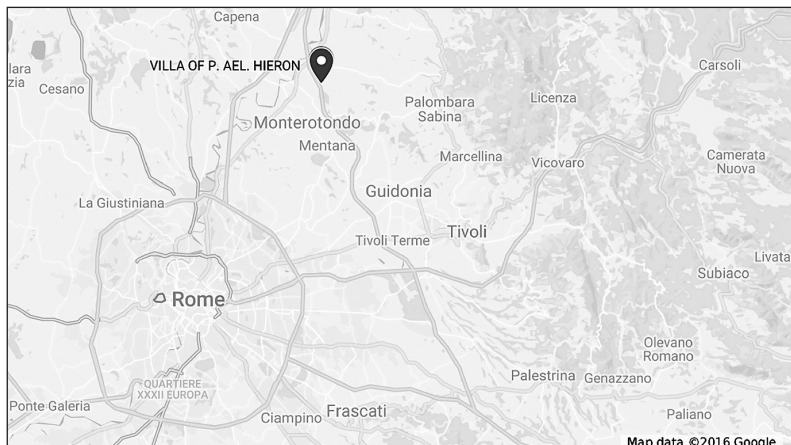 Capena
VILLA OF P. AEL. HIERON
Carsoli
lara
zia
Cesano
Licenza
Palombara
Sabina
Monterotondo
Mentana
Marcellina
Vicovaro
Camerata
Nuova
Guidonia
La Giustiniana
Tivoli
Tivoli Terme
Livata
Subiaco
Rome
Olevano
Romano
Palestrina
Genazzano
QUARTIERE
XXXII EUROPA
Ponte Galeria
Ciampino
Frascati
Paliano
Map data ©2016 Google